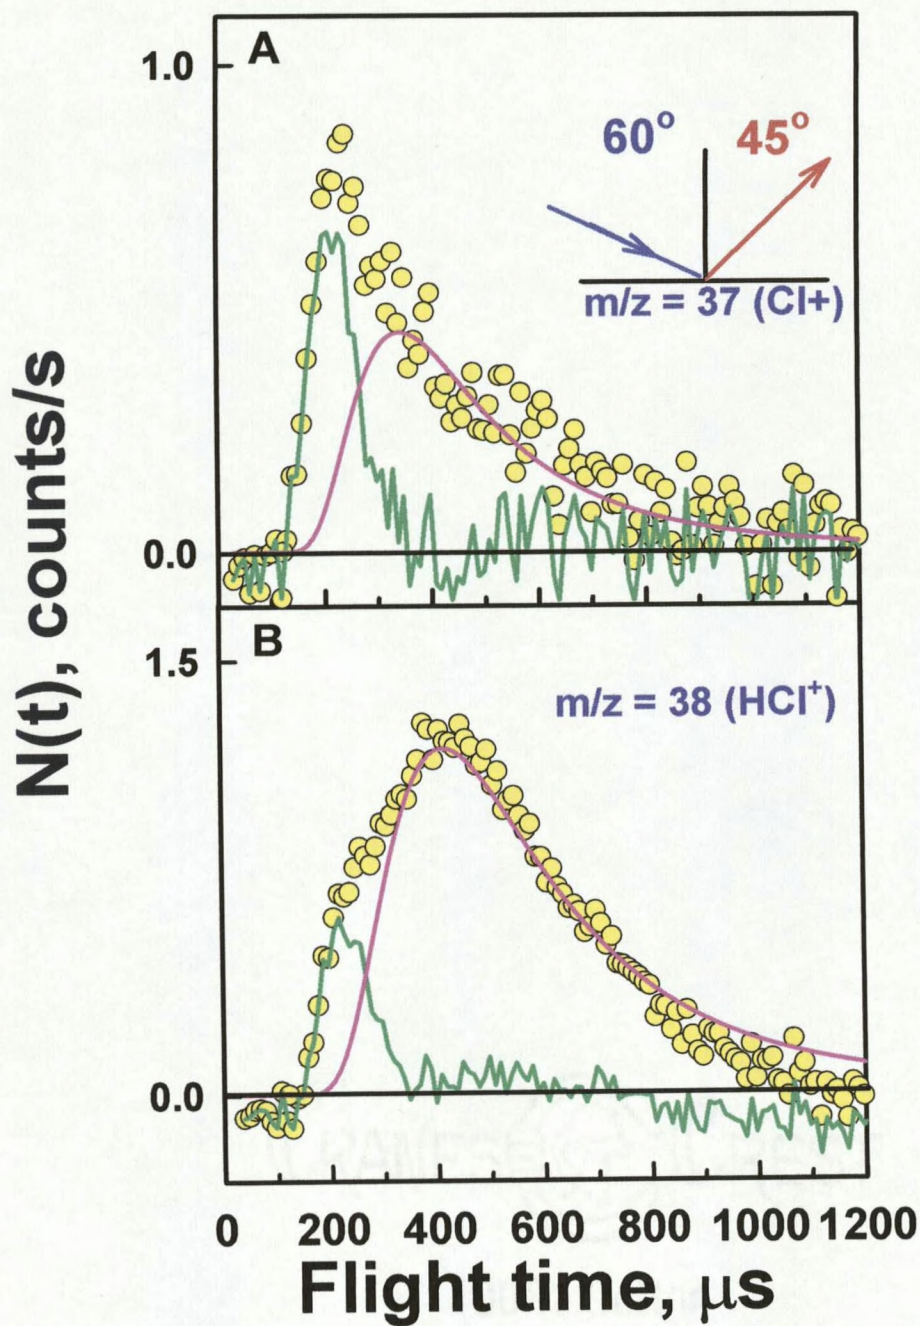 A
1.0
60° 45°
m/z = 37 (Cl+)
0.0
N(t), counts/s
B
1.5
m/z = 38 (HCl⁺)
0.0
0 200 400 600 800 1000 1200
Flight time, μs